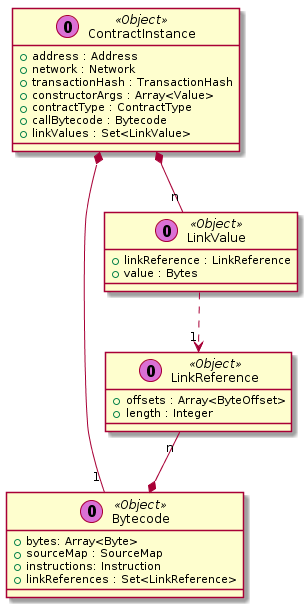 O «Object»
ContractInstance
address : Address
network : Network
transactionHash : TransactionHash
constructorArgs : Array<Value>
contractType : ContractType
callBytecode : Bytecode
linkValues : Set<LinkValue>
n
O «Object»
LinkValue
linkReference : LinkReference
value : Bytes
1
O «Object»
LinkReference
offsets : Array<ByteOffset>
length : Integer
n
1
O «Object»
Bytecode
bytes: Array<Byte>
sourceMap : SourceMap
instructions: Instruction
linkReferences : Set<LinkReference>